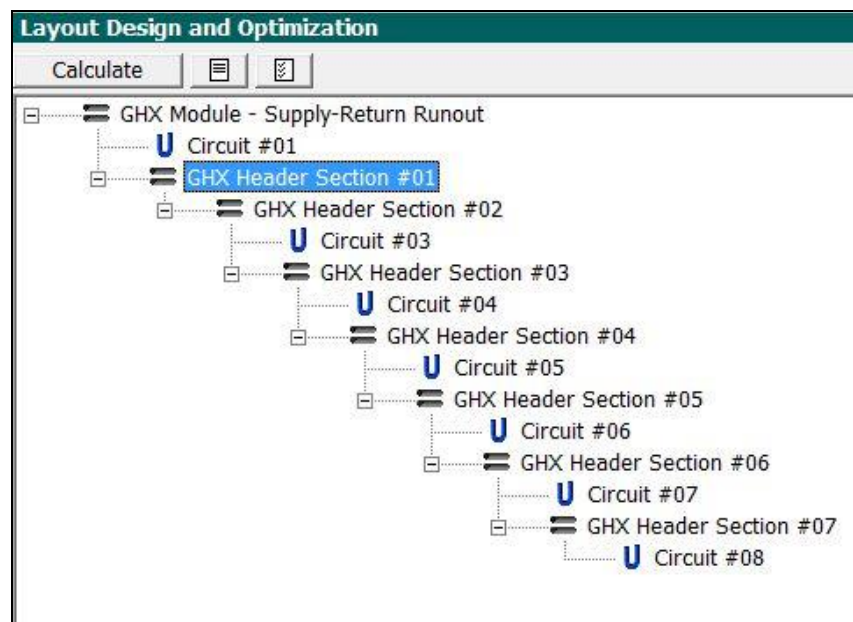 Layout Design and Optimization
Calculate
GHX Module - Supply-Return Runout
Circuit #01
GHX Header Section #01
GHX Header Section #02
Circuit #03
GHX Header Section #03
Circuit #04
GHX Header Section #04
Circuit #05
GHX Header Section #05
Circuit #06
GHX Header Section #06
Circuit #07
GHX Header Section #07
Circuit #08